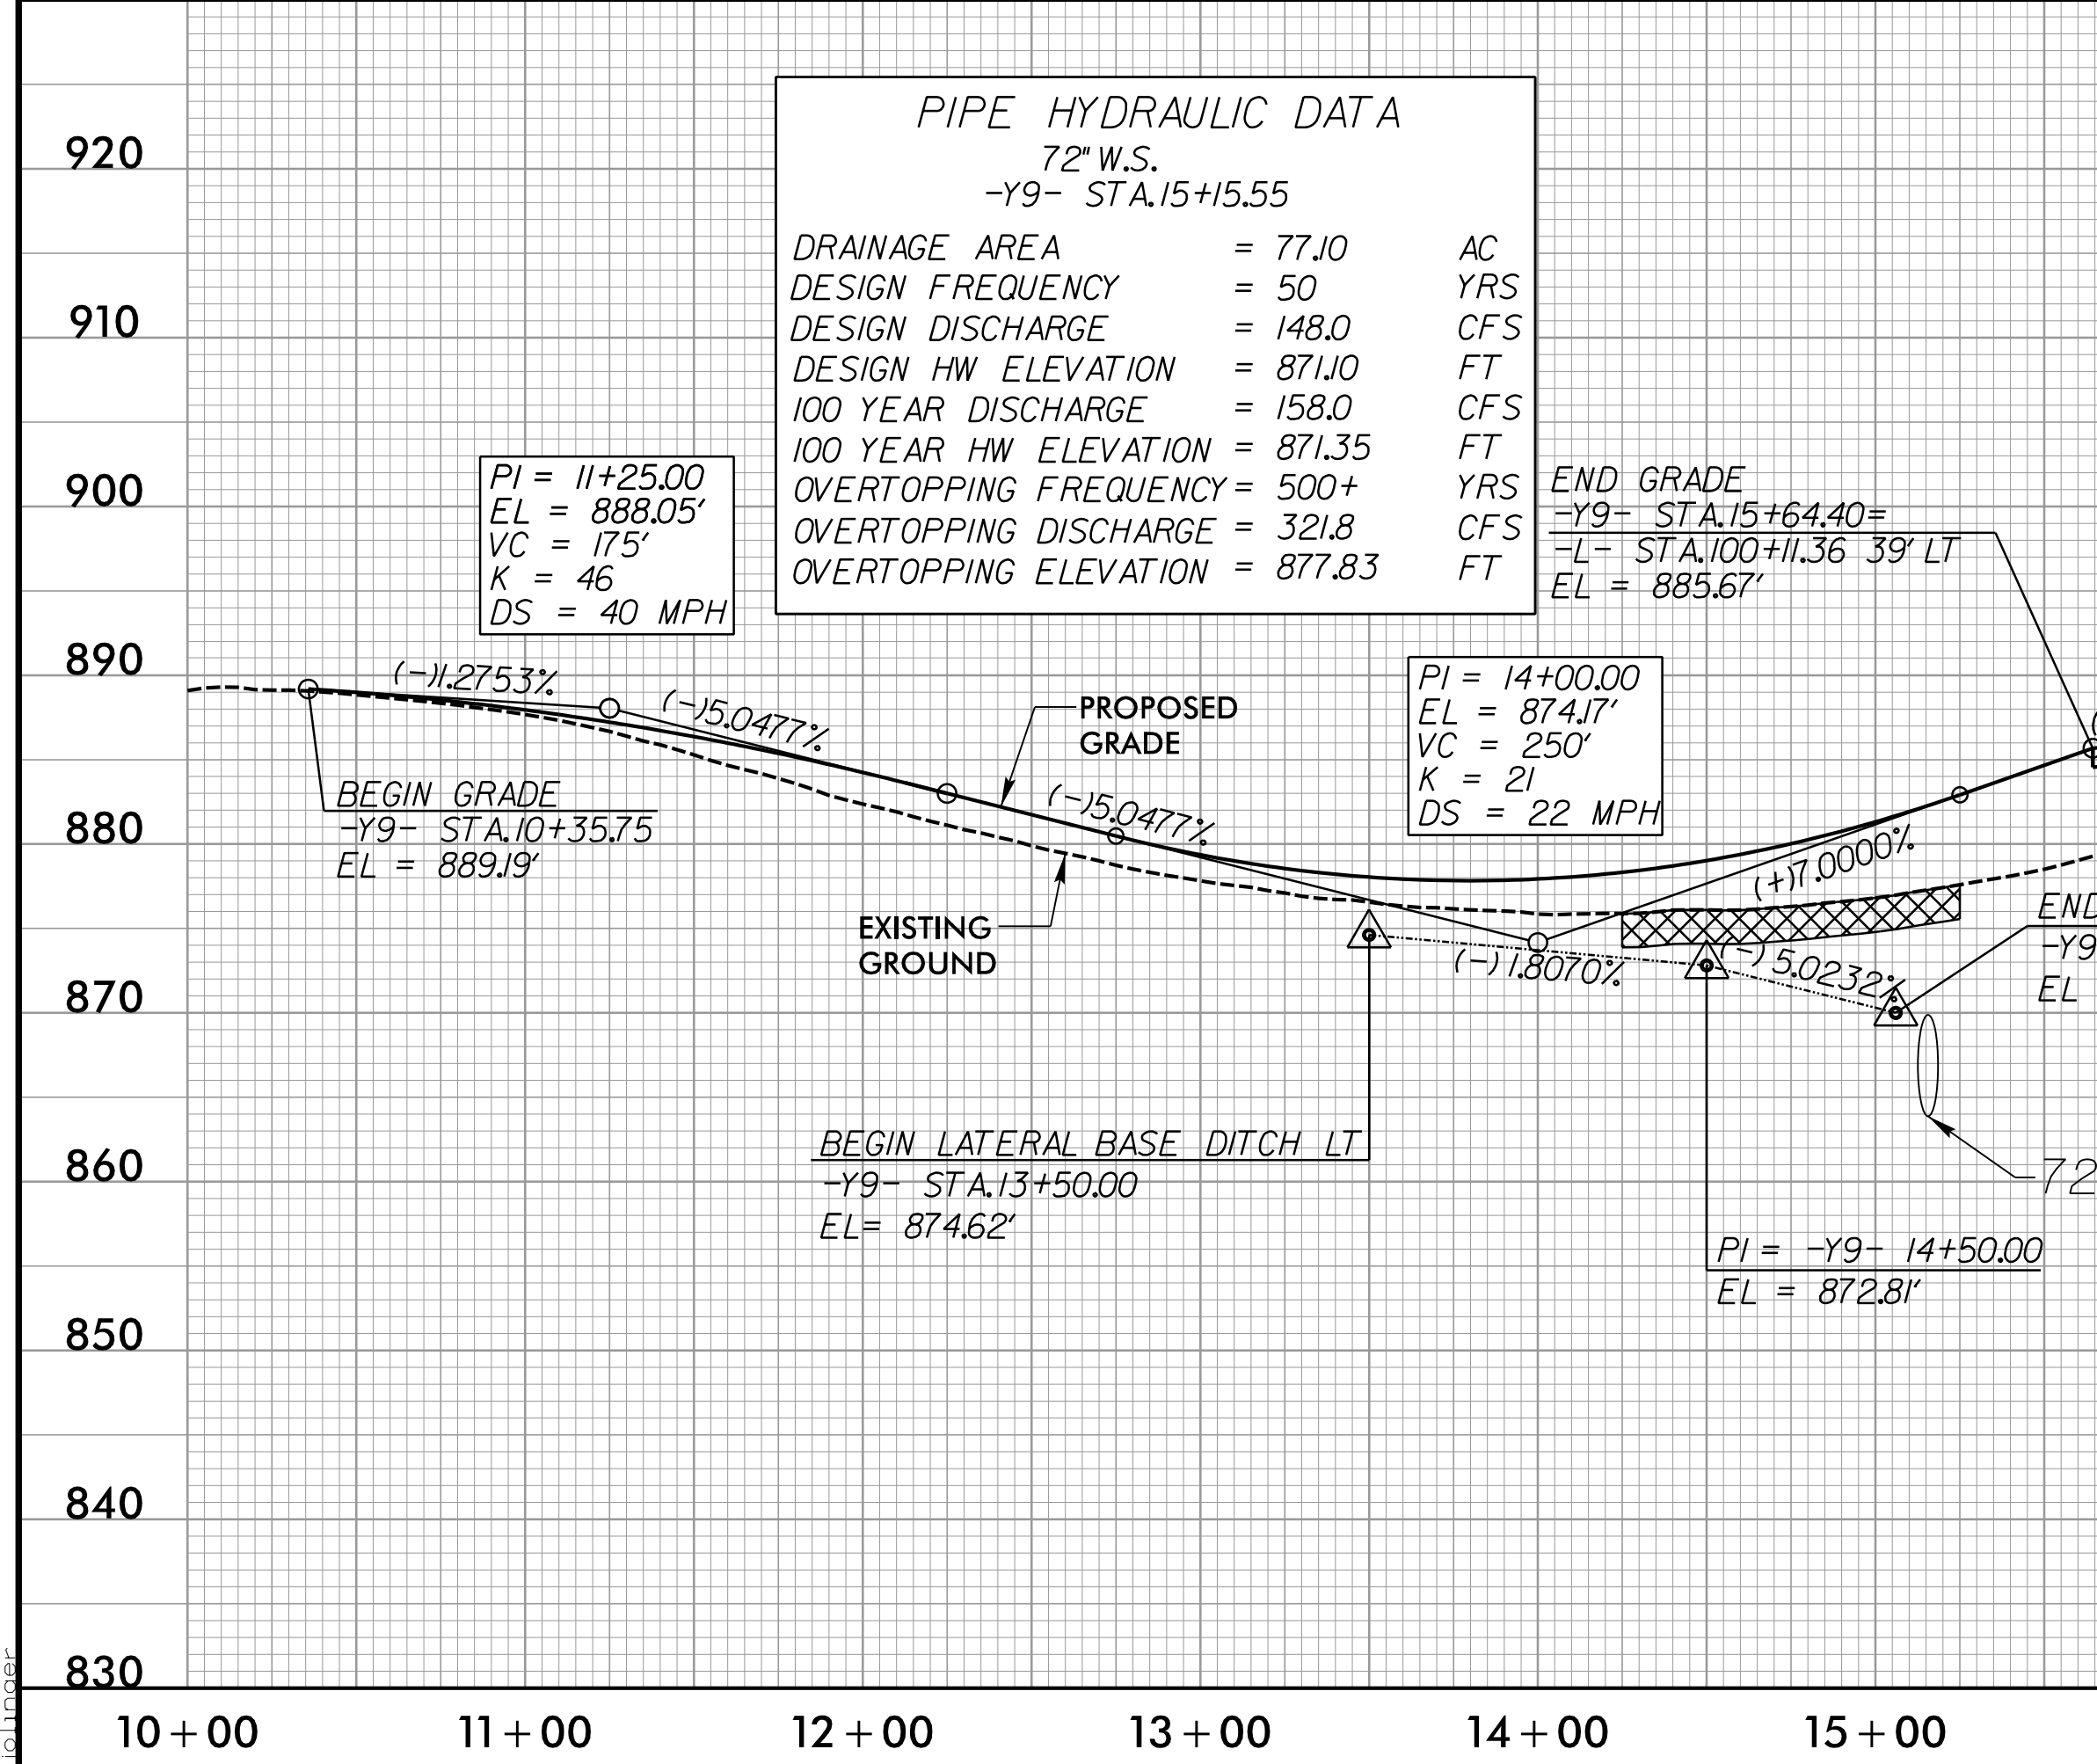 PIPE HYDRAULIC DATA
72" W.S.
-Y9- STA.15+15.55
DRAINAGE AREA = 77.10 AC
DESIGN FREQUENCY = 50 YRS
DESIGN DISCHARGE = 148.0 CFS
DESIGN HW ELEVATION = 871.10 FT
100 YEAR DISCHARGE = 158.0 CFS
100 YEAR HW ELEVATION = 871.35 FT
OVERTOPPING FREQUENCY = 500+ YRS
OVERTOPPING DISCHARGE = 321.8 CFS
OVERTOPPING ELEVATION = 877.83 FT
PI = 11+25.00
EL = 888.05'
VC = 175'
K = 46
DS = 40 MPH
END GRADE
-Y9- STA.15+64.40=
-L- STA.100+11.36 39' LT
EL = 885.67'
PI = 14+00.00
EL = 874.17'
VC = 250'
K = 21
DS = 22 MPH
(-)1.2753%
(-)5.0477%
PROPOSED
GRADE
(-)5.0477%
(+)7.0000%
BEGIN GRADE
-Y9- STA.10+35.75
EL = 889.19'
EXISTING
GROUND
(-)1.8070%
(-)5.0232%
END
-Y9
EL
BEGIN LATERAL BASE DITCH LT
-Y9- STA.13+50.00
EL= 874.62'
72
PI = -Y9- 14+50.00
EL = 872.81'
920
910
900
890
880
870
860
850
840
830
10+00 11+00 12+00 13+00 14+00 15+00